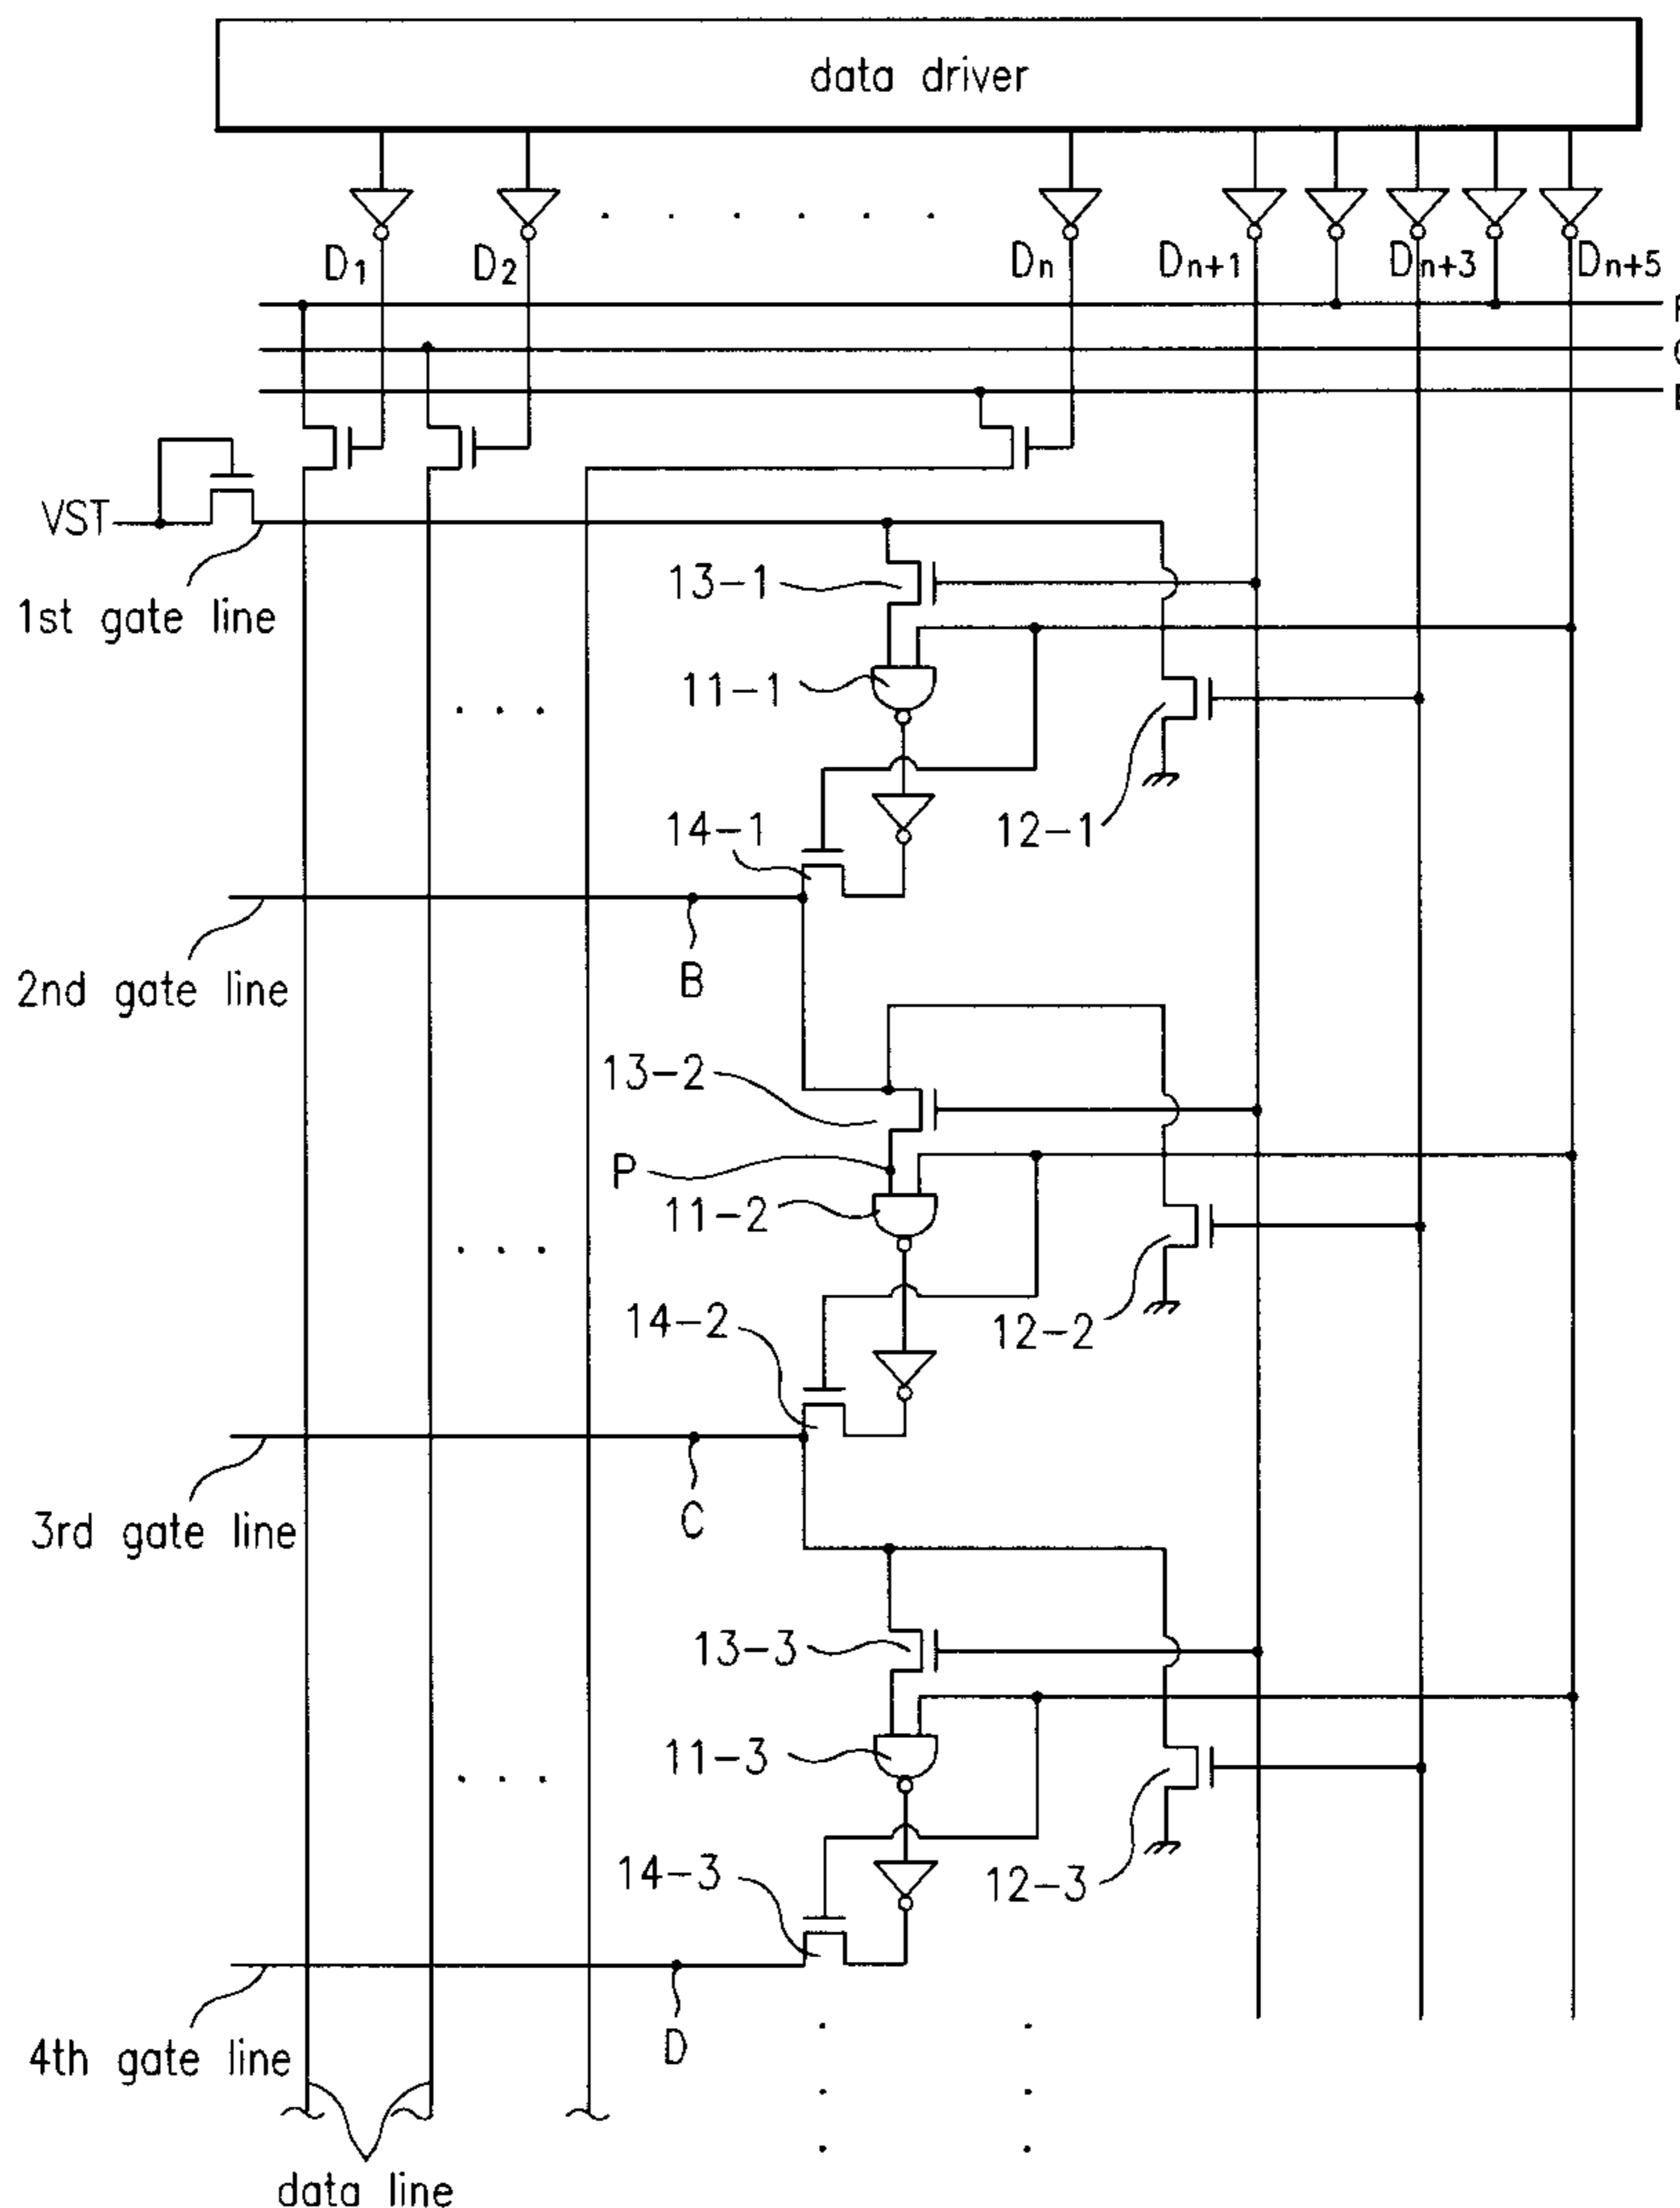 data driver
D1
D2
Dn
Dn+1
Dn+3
Dn+5
VST
13-1
1st gate line
11-1
14-1
12-1
B
2nd gate line
13-2
P
11-2
14-2
12-2
C
3rd gate line
13-3
11-3
14-3
12-3
D
4th gate line
data line